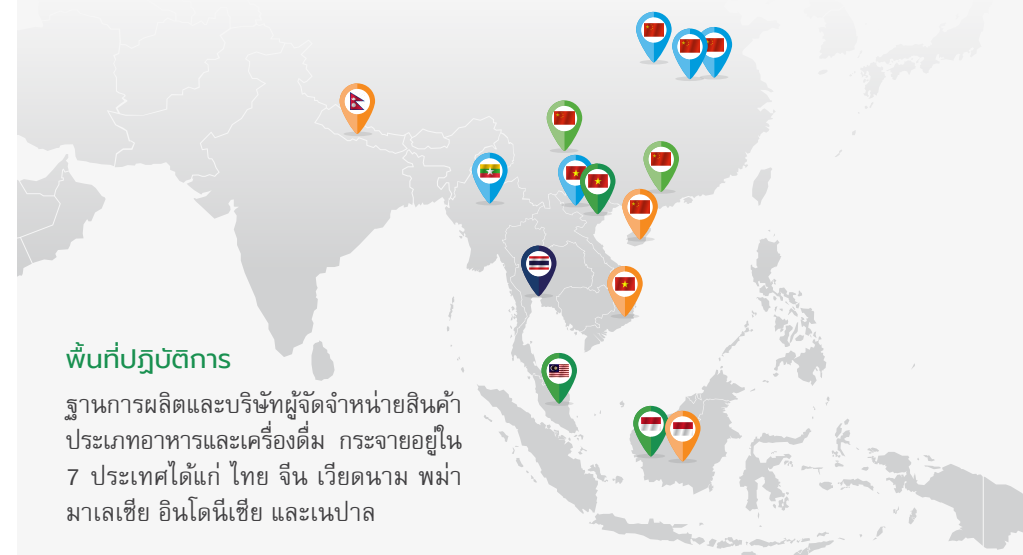 พื้นที่ปฏิบัติการ
ฐานการผลิตและบริษัทผู้จัดจำหน่ายสินค้า
ประเภทอาหารและเครื่องดื่ม กระจายอยู่ใน
7 ประเทศได้แก่ ไทย จีน เวียดนาม พม่า
มาเลเซีย อินโดนีเซีย และเนปาล